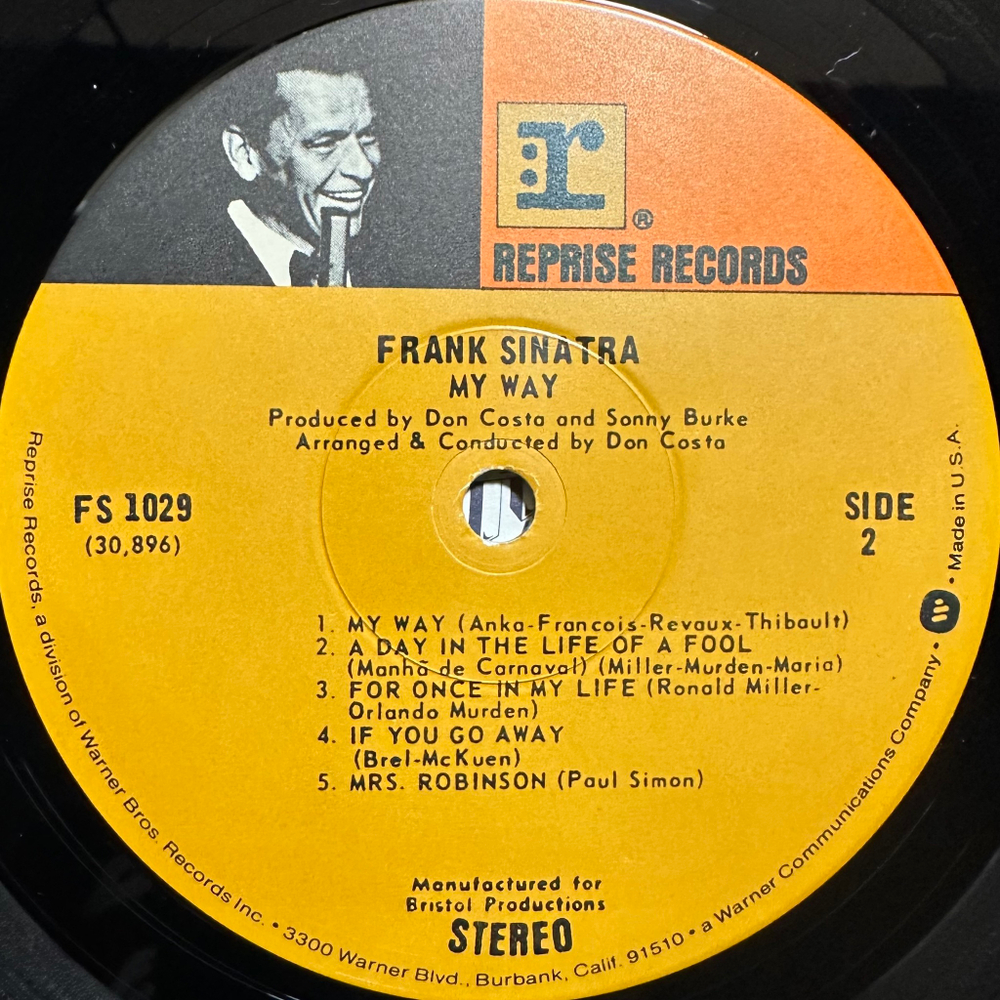 r
®
REPRISE RECORDS
FRANK SINATRA
MY WAY
Produced by Don Costa and Sonny Burke
Arranged & Conducted by Don Costa
FS 1029
(30,896)
SIDE
2
1. MY WAY (Anka-Francois-Revaux-Thibault)
2. A DAY IN THE LIFE OF A FOOL
(Manhã de Carnaval) (Miller-Murden-Maria)
3. FOR ONCE IN MY LIFE (Ronald Miller-
Orlando Murden)
4. IF YOU GO AWAY
(Brel-McKuen)
5. MRS. ROBINSON (Paul Simon)
Manufactured for
Bristol Productions
STEREO
Reprise Records, a division of Warner Bros. Records Inc. • 3300 Warner Blvd., Burbank, Calif. 91510 • a Warner Communications Company • • Made in U.S.A.